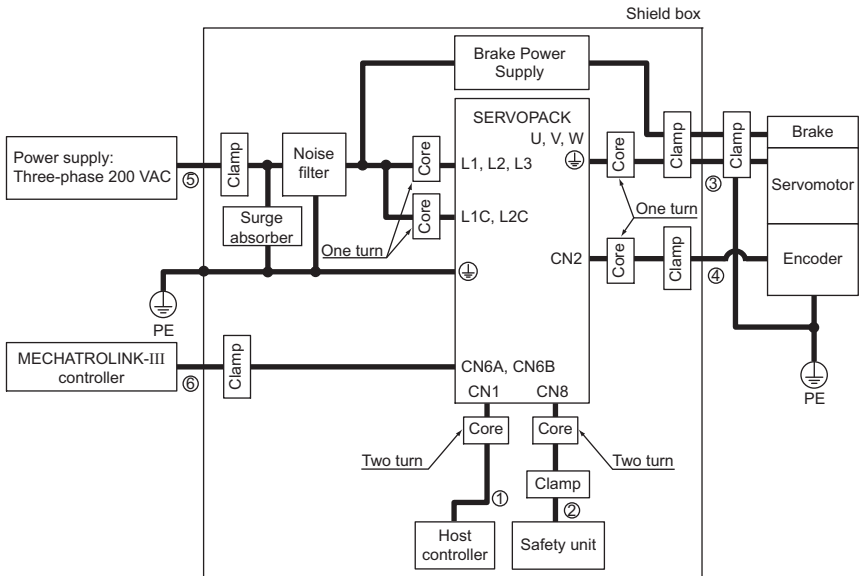 Shield box
Brake Power
Supply
SERVOPACK
U, V, W
Power supply:
Three-phase 200 VAC
⑤
Clamp
Noise
filter
Core
L1, L2, L3
Core
Clamp
Clamp
Brake
③
Servomotor
Surge
absorber
Core
L1C, L2C
One turn
One turn
CN2
Core
Clamp
④
Encoder
PE
PE
MECHATROLINK-III
controller
⑥
Clamp
CN6A, CN6B
CN1
CN8
Core
Core
Two turn
Two turn
①
Clamp
②
Host
controller
Safety unit